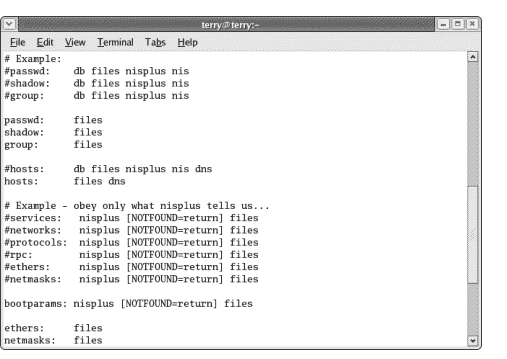 terry@terry:~
File Edit View Terminal Tabs Help
# Example:
#passwd:    db files nisplus nis
#shadow:    db files nisplus nis
#group:     db files nisplus nis

passwd:     files
shadow:     files
group:      files

#hosts:     db files nisplus nis dns
hosts:      files dns

# Example - obey only what nisplus tells us...
#services:   nisplus [NOTFOUND=return] files
#networks:   nisplus [NOTFOUND=return] files
#protocols:  nisplus [NOTFOUND=return] files
#rpc:        nisplus [NOTFOUND=return] files
#ethers:     nisplus [NOTFOUND=return] files
#netmasks:   nisplus [NOTFOUND=return] files

bootparams: nisplus [NOTFOUND=return] files

ethers:     files
netmasks:   files